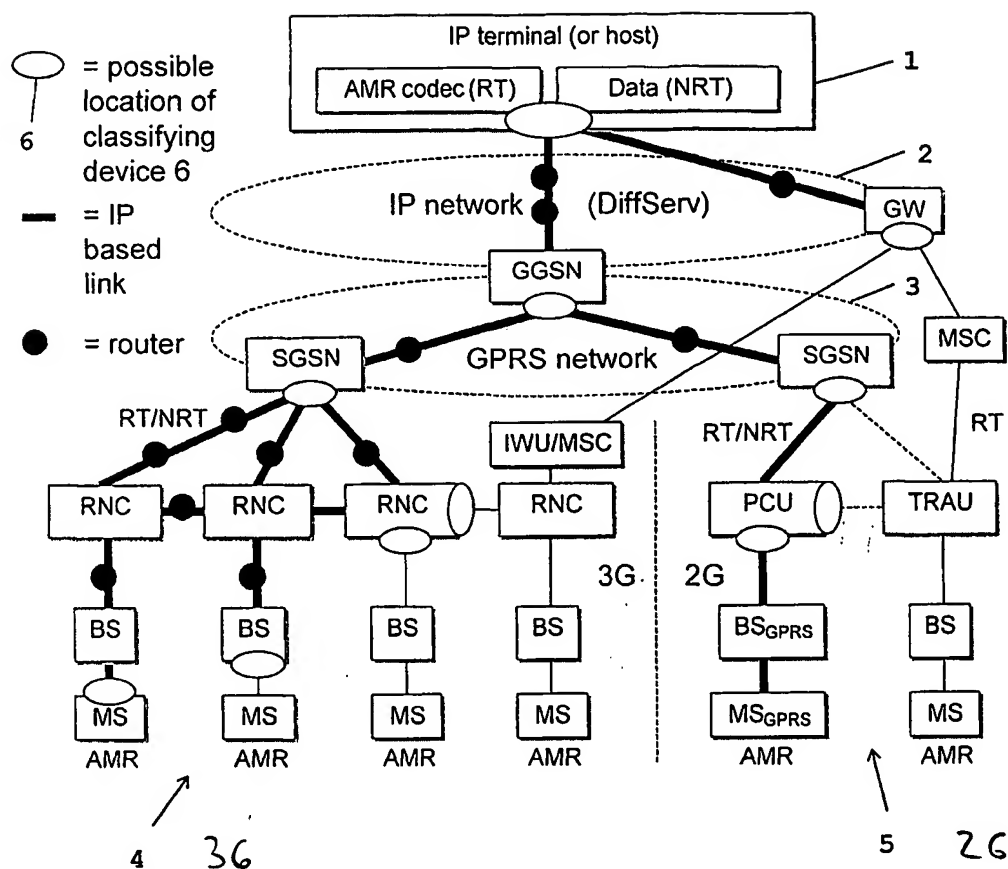 IP terminal (or host)
AMR codec (RT)
Data (NRT)
1
= possible
location of
classifying
device 6
6
2
IP network (DiffServ)
GW
= IP
based
link
GGSN
3
= router
SGSN
GPRS network
SGSN
MSC
RT/NRT
IWU/MSC
RT/NRT
RT
RNC
RNC
RNC
RNC
PCU
TRAU
3G
2G
BS
BS
BS
BS
BSGPRS
BS
MS
MS
MS
MS
MSGPRS
MS
AMR
AMR
AMR
AMR
AMR
AMR
4
3G
5
2G